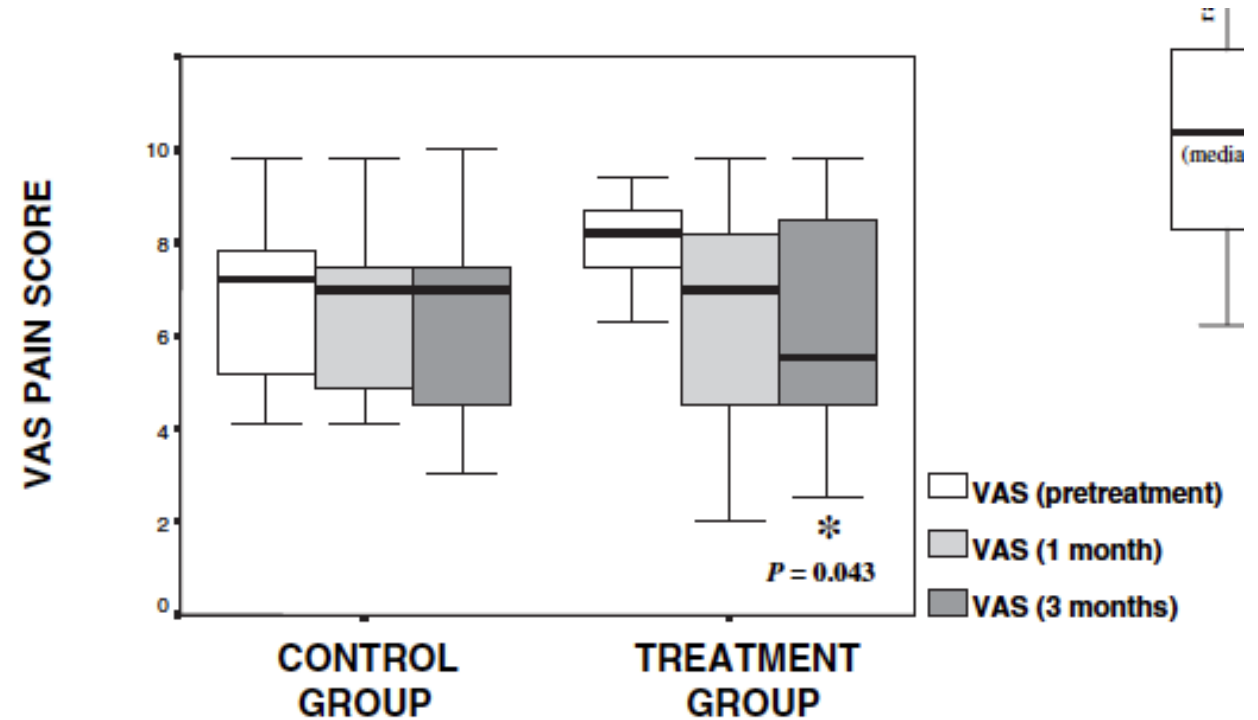 VAS PAIN SCORE
10
8
6
4
2
0
*
P = 0.043
CONTROL
GROUP
TREATMENT
GROUP
VAS (pretreatment)
VAS (1 month)
VAS (3 months)
(media